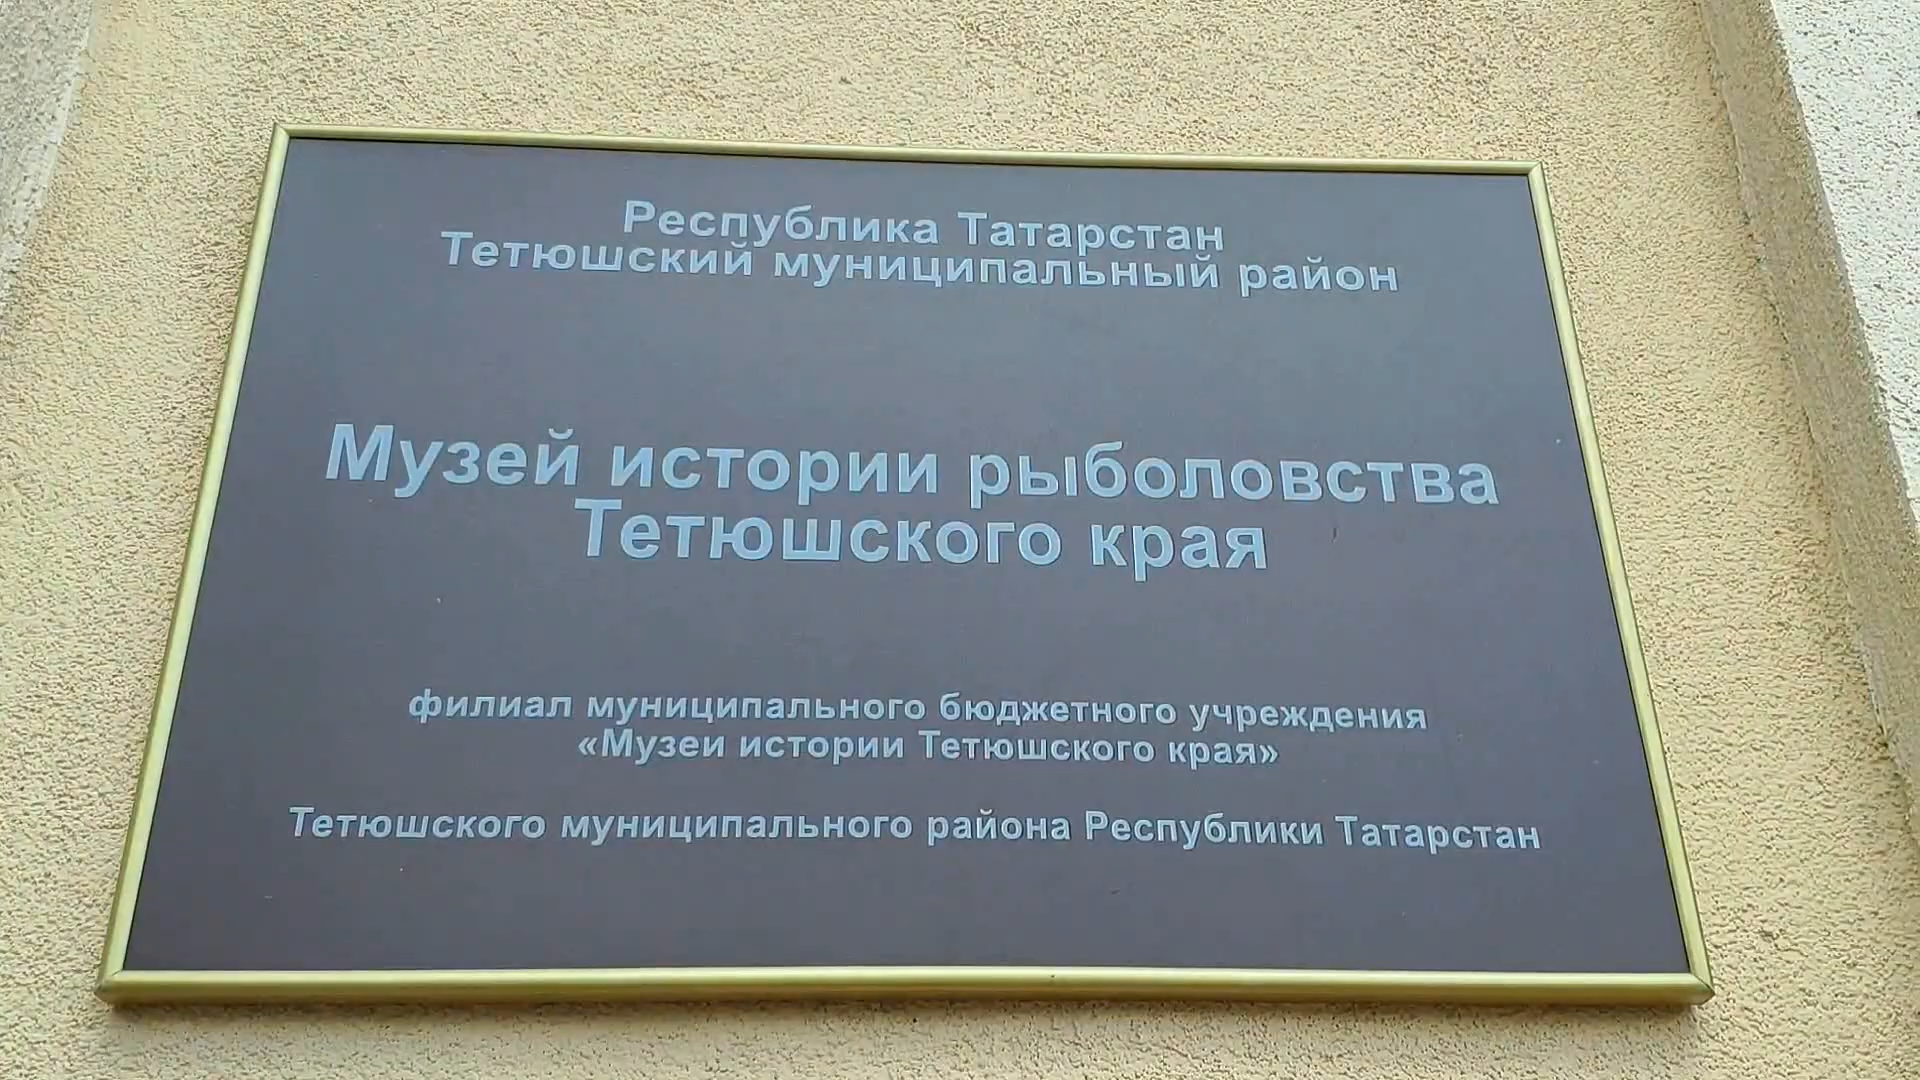 Республика Татарстан
Тетюшский муниципальный район
Музей истории рыболовства
Тетюшского края
филиал муниципального бюджетного учреждения
«Музеи истории Тетюшского края»
Тетюшского муниципального района Республики Татарстан